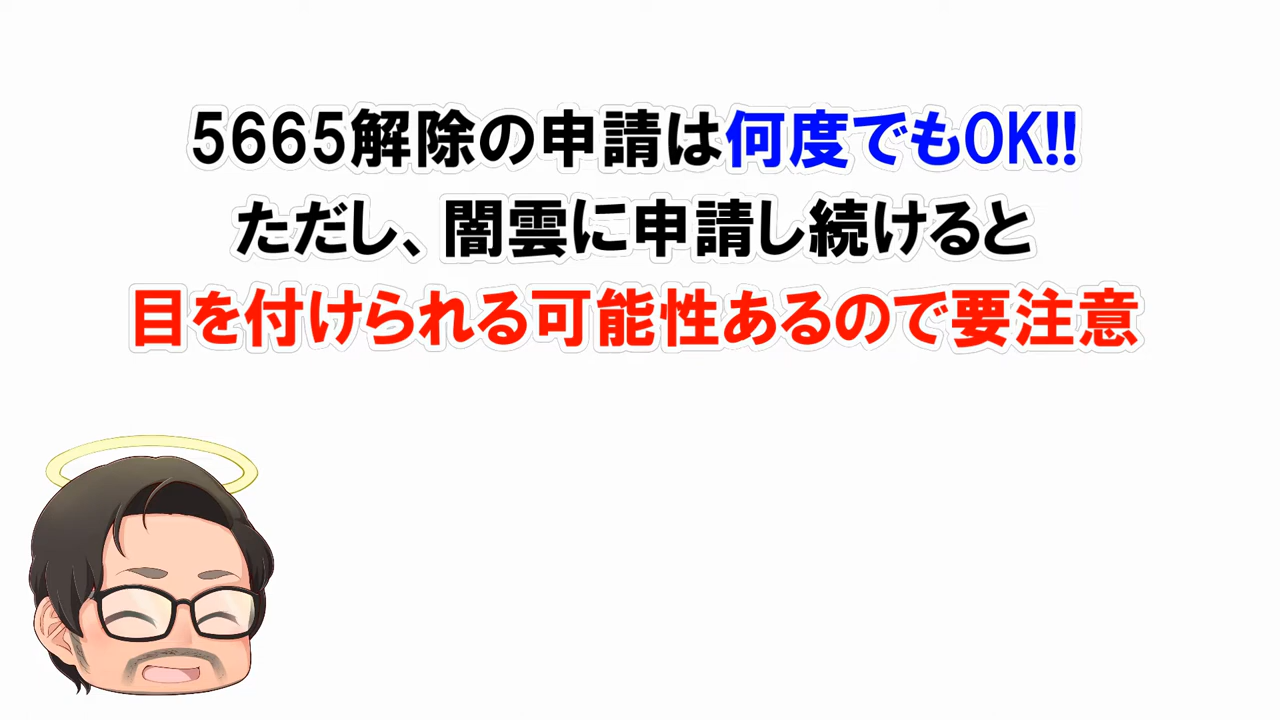 5665解除の申請は何度でもOK!!
ただし、闇雲に申請し続けると
目を付けられる可能性あるので要注意